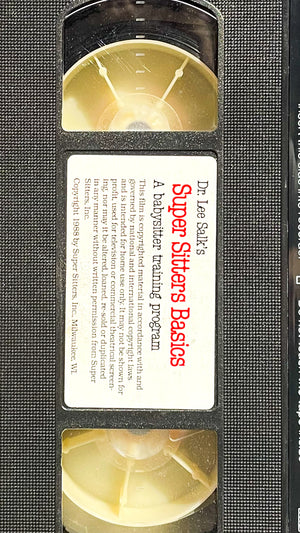 Dr. Lee Salk's
Super Sitters Basics
A babysitter training program
This film is copyrighted material in accordance with and
governed by national and international copyright laws
and is intended for home use only. It may not be shown for
profit, used for television or commercial theatrical screen-
ing, nor may it be altered, loaned, re-sold or duplicated
in any manner without written permission from Super
Sitters, Inc.
Copyright 1988 by Super Sitters, Inc., Milwaukee, WI.